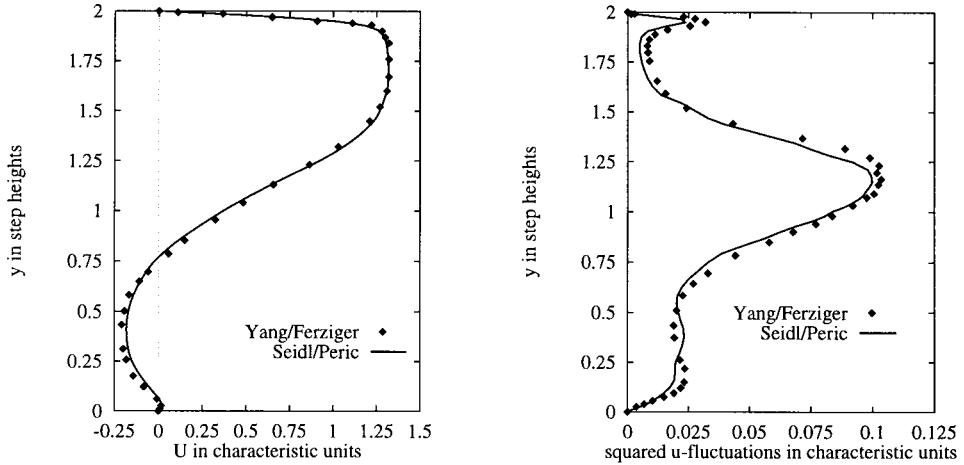 2
1.75
1.5
1.25
1
0.75
0.5
0.25
0
y in step heights
Yang/Ferziger
Seidl/Peric
-0.25 0 0.25 0.5 0.75 1 1.25 1.5
U in characteristic units
2
1.75
1.5
1.25
1
0.75
0.5
0.25
0
y in step heights
Yang/Ferziger
Seidl/Peric
0 0.025 0.05 0.075 0.1 0.125
squared u-fluctuations in characteristic units